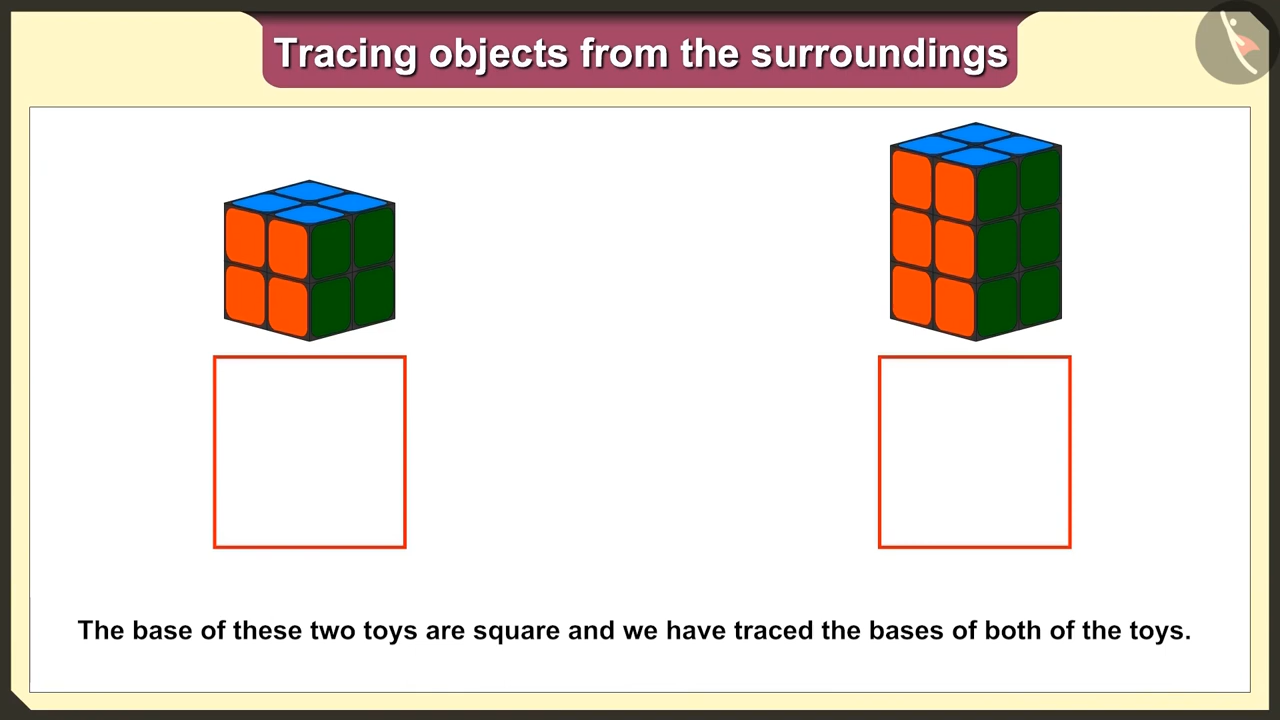 Tracing objects from the surroundings
The base of these two toys are square and we have traced the bases of both of the toys.